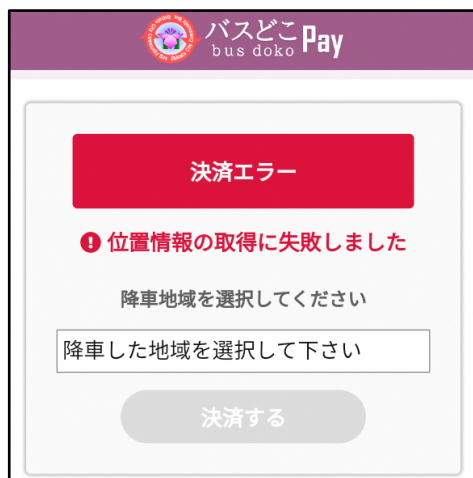 バスどこ
bus doko
Pay
決済エラー
位置情報の取得に失敗しました
降車地域を選択してください
降車した地域を選択して下さい
決済する